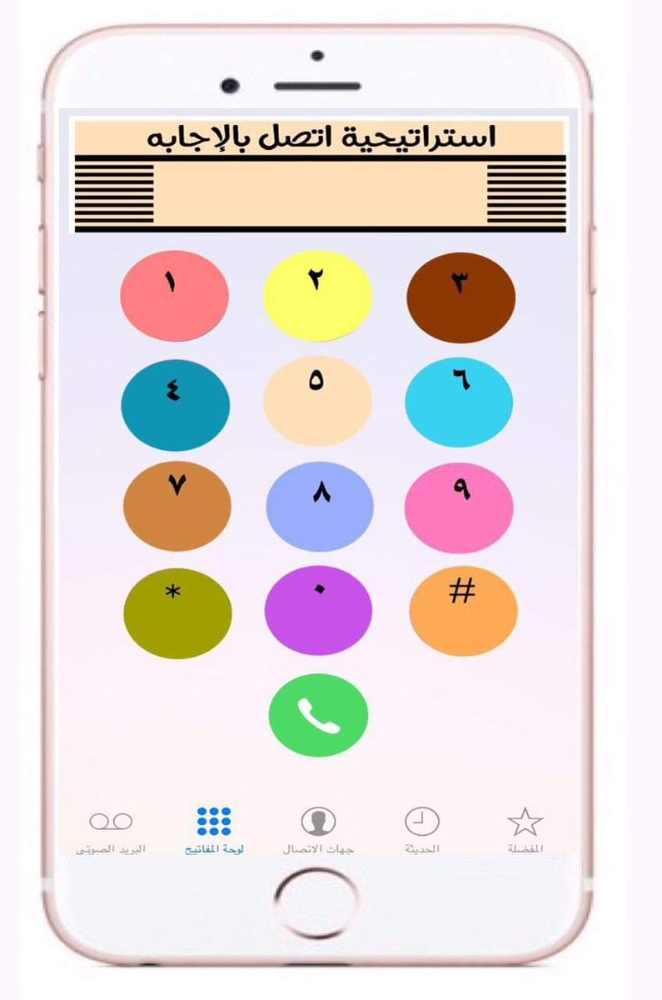 استراتيحية اتصل بالإجابه
١ ٢ ٣
٤ ٥ ٦
٧ ٨ ٩
* ٠ #
المفضلة الحديثة جهات الاتصال لوحة المفاتيح البريد الصوتي